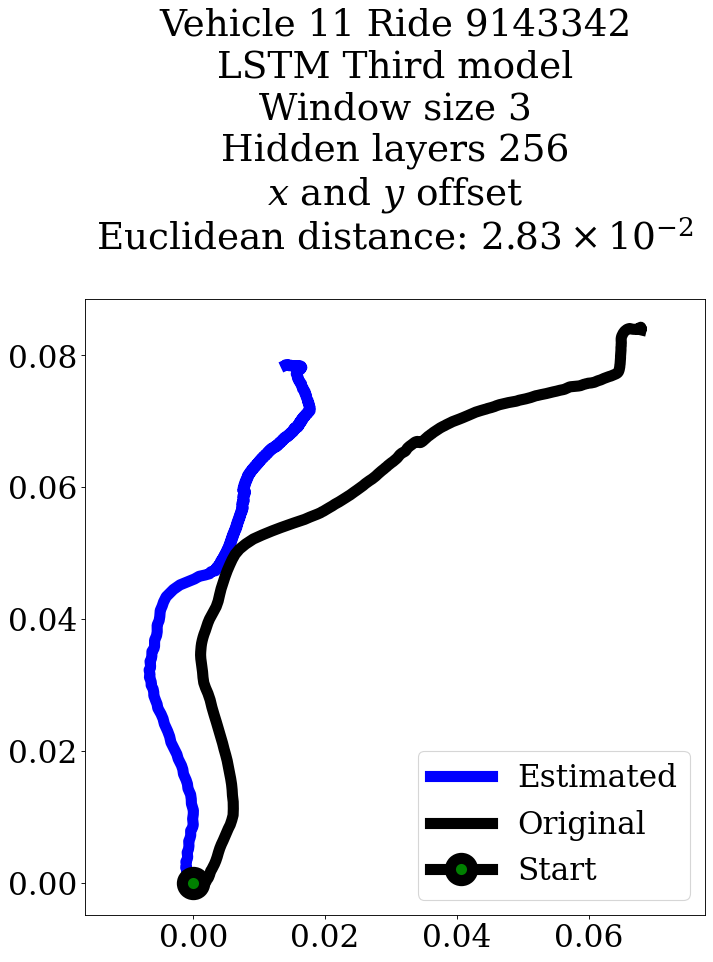 Vehicle 11 Ride 9143342
LSTM Third model
Window size 3
Hidden layers 256
x and y offset
Euclidean distance: 2.83 × 10⁻²
0.08
0.06
0.04
0.02
0.00
Estimated
Original
Start
0.00 0.02 0.04 0.06